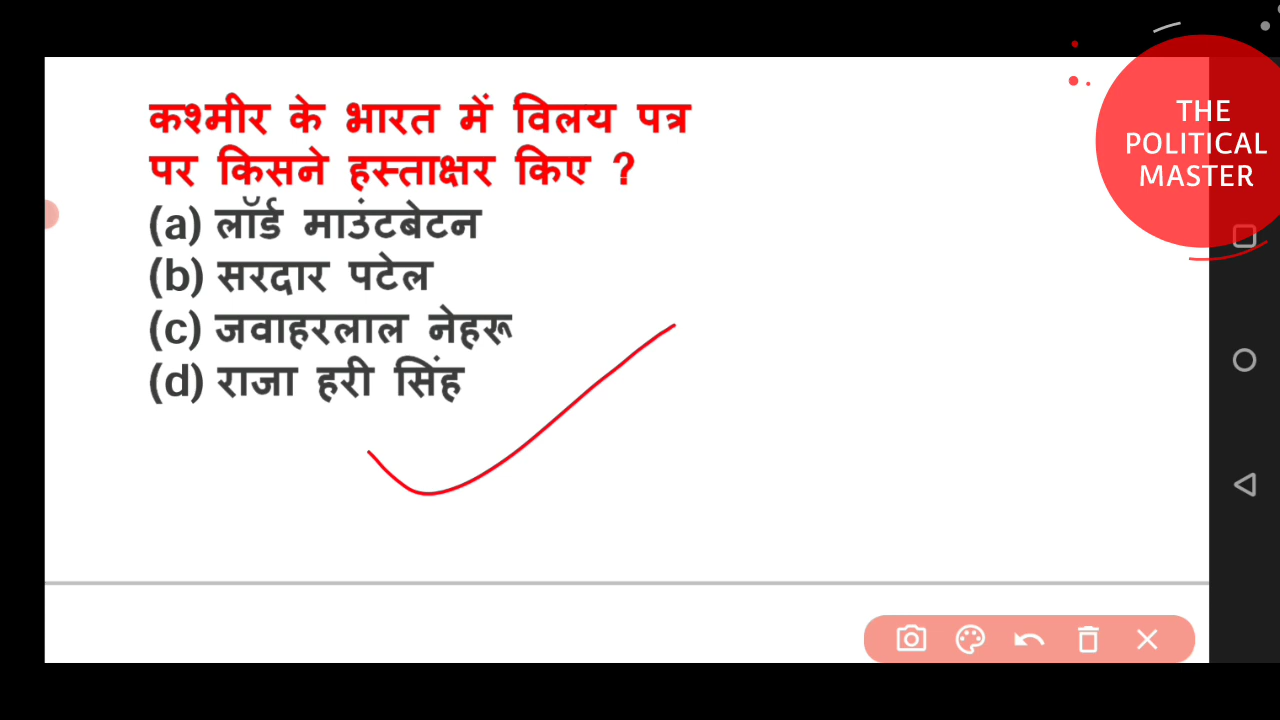 कश्मीर के भारत में विलय पत्र
पर किसने हस्ताक्षर किए ?
(a) लॉर्ड माउंटबेटन
(b) सरदार पटेल
(c) जवाहरलाल नेहरू
(d) राजा हरी सिंह
THE
POLITICAL
MASTER